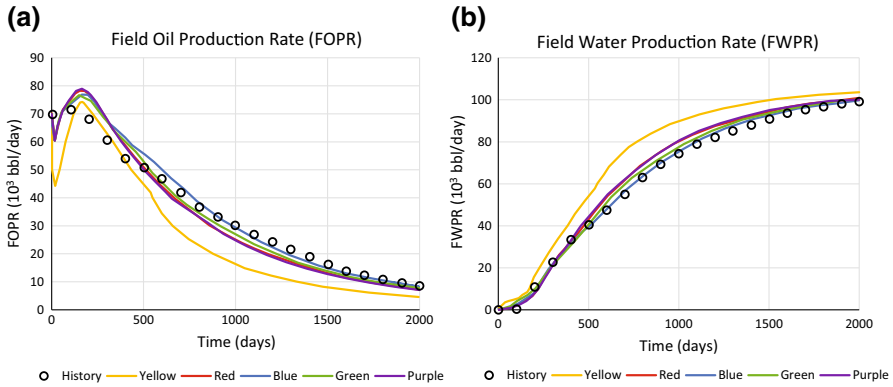 (a)
Field Oil Production Rate (FOPR)
90
80
70
60
50
40
30
20
10
0
FOPR (10³ bbl/day)
0 500 1000 1500 2000
Time (days)
History Yellow Red Blue Green Purple
(b)
Field Water Production Rate (FWPR)
120
100
80
60
40
20
0
FWPR (10³ bbl/day)
0 500 1000 1500 2000
Time (days)
History Yellow Red Blue Green Purple